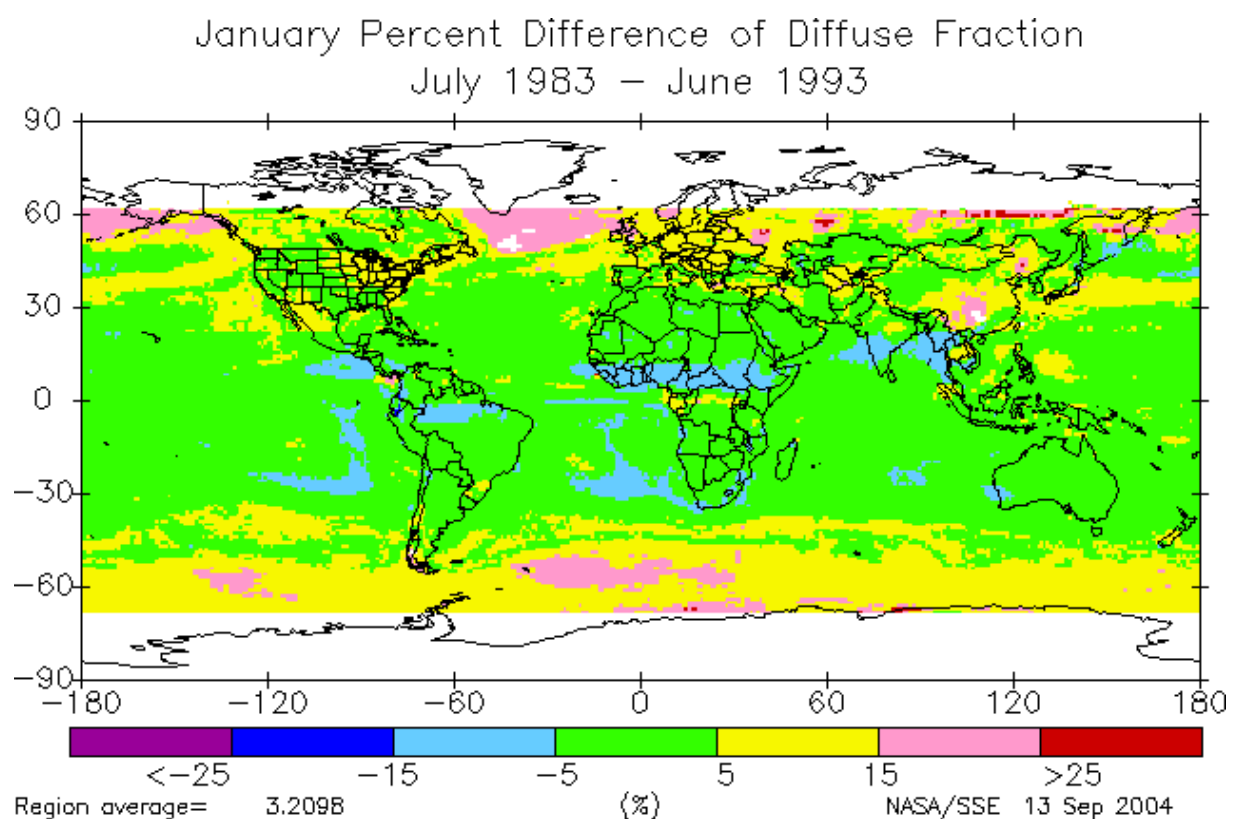 January Percent Difference of Diffuse Fraction
July 1983 – June 1993
90
60
30
0
−30
−60
−90
−180 −120 −60 0 60 120 180
<−25 −15 −5 5 15 >25
Region average= 3.2098 (%) NASA/SSE 13 Sep 2004